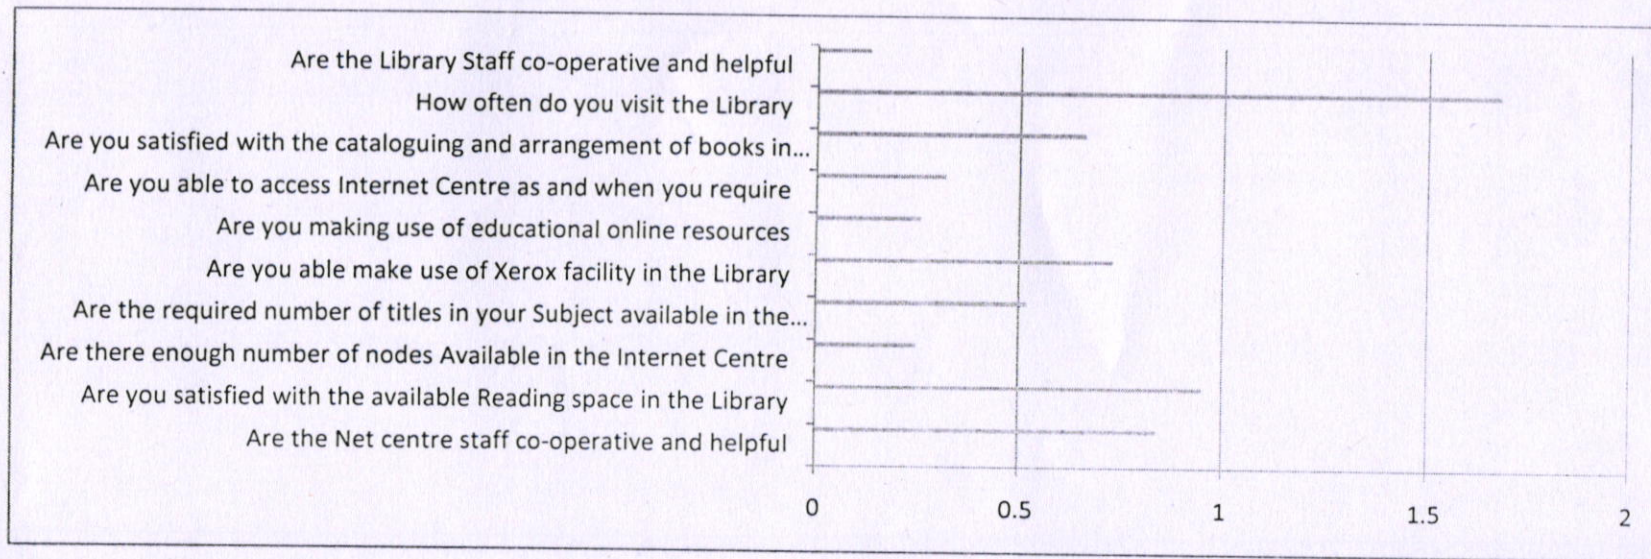 Are the Library Staff co-operative and helpful
How often do you visit the Library
Are you satisfied with the cataloguing and arrangement of books in...
Are you able to access Internet Centre as and when you require
Are you making use of educational online resources
Are you able make use of Xerox facility in the Library
Are the required number of titles in your Subject available in the...
Are there enough number of nodes Available in the Internet Centre
Are you satisfied with the available Reading space in the Library
Are the Net centre staff co-operative and helpful
0 0.5 1 1.5 2